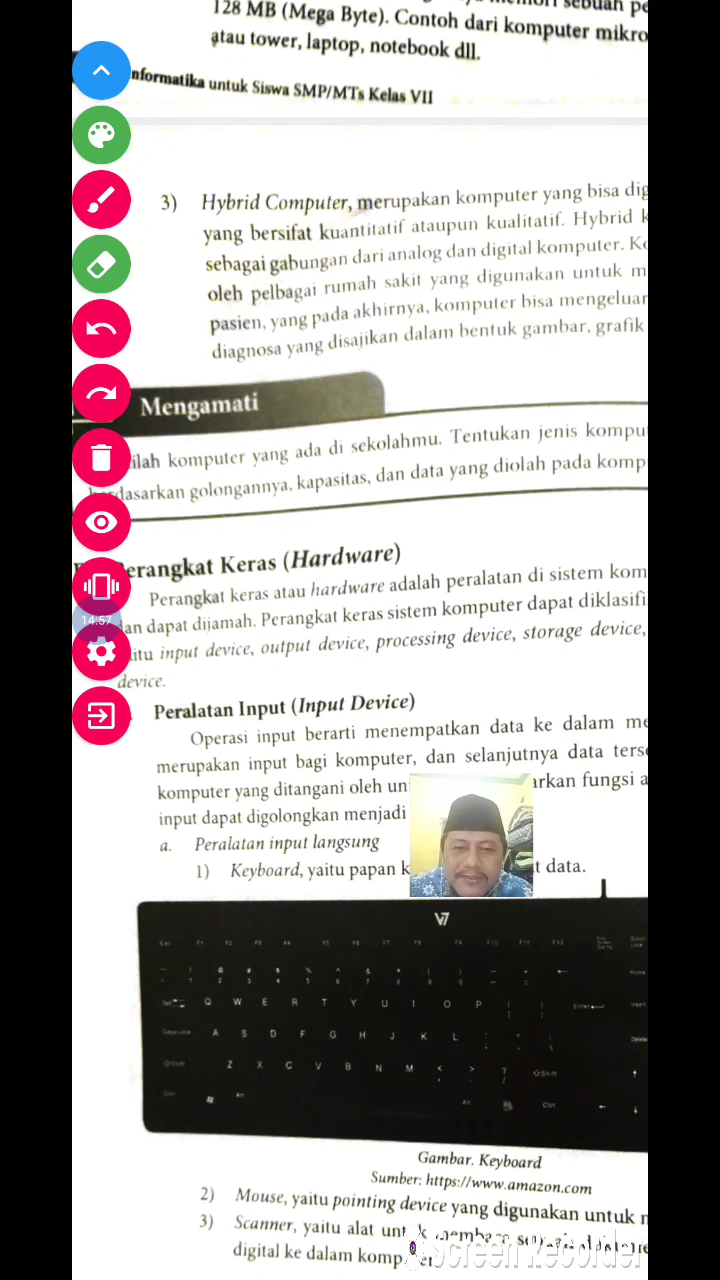 128 MB (Mega Byte). Contoh dari komputer mikro
atau tower, laptop, notebook dll.
nformatika untuk Siswa SMP/MTs Kelas VII
3) Hybrid Computer, merupakan komputer yang bisa dig
yang bersifat kuantitatif ataupun kualitatif. Hybrid k
sebagai gabungan dari analog dan digital komputer. Ko
oleh pelbagai rumah sakit yang digunakan untuk m
pasien, yang pada akhirnya, komputer bisa mengeluar
diagnosa yang disajikan dalam bentuk gambar, grafik
Mengamati
ilah komputer yang ada di sekolahmu. Tentukan jenis kompu
dasarkan golongannya, kapasitas, dan data yang diolah pada komp
erangkat Keras (Hardware)
Perangkat keras atau hardware adalah peralatan di sistem kom
an dapat dijamah. Perangkat keras sistem komputer dapat diklasifi
14:57
itu input device, output device, processing device, storage device,
device.
Peralatan Input (Input Device)
Operasi input berarti menempatkan data ke dalam me
merupakan input bagi komputer, dan selanjutnya data terse
komputer yang ditangani oleh uni arkan fungsi a
input dapat digolongkan menjadi
a. Peralatan input langsung
1) Keyboard, yaitu papan k t data.
V7
Q W E R T Y U I O P
A S D F G H J K L
Z X C V B N M
Gambar. Keyboard
Sumber: https://www.amazon.com
2) Mouse, yaitu pointing device yang digunakan untuk m
3) Scanner, yaitu alat untuk membaca
digital ke dalam komp
Screen Recorder